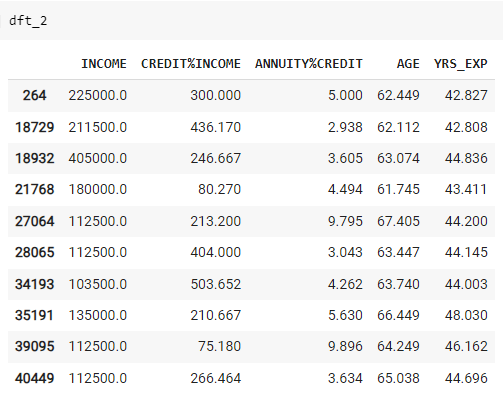 dft_2
INCOME CREDIT%INCOME ANNUITY%CREDIT AGE YRS_EXP
264 225000.0 300.000 5.000 62.449 42.827
18729 211500.0 436.170 2.938 62.112 42.808
18932 405000.0 246.667 3.605 63.074 44.836
21768 180000.0 80.270 4.494 61.745 43.411
27064 112500.0 213.200 9.795 67.405 44.200
28065 112500.0 404.000 3.043 63.447 44.145
34193 103500.0 503.652 4.262 63.740 44.003
35191 135000.0 210.667 5.630 66.449 48.030
39095 112500.0 75.180 9.896 64.249 46.162
40449 112500.0 266.464 3.634 65.038 44.696